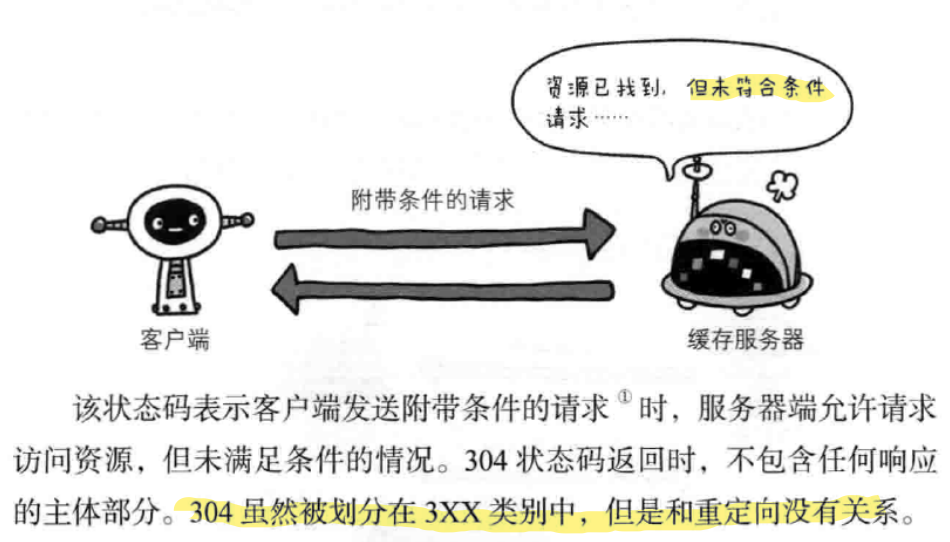 资源已找到，但未符合条件
请求……
附带条件的请求
客户端
缓存服务器
该状态码表示客户端发送附带条件的请求①时，服务器端允许请求
访问资源，但未满足条件的情况。304 状态码返回时，不包含任何响应
的主体部分。304 虽然被划分在 3XX 类别中，但是和重定向没有关系。